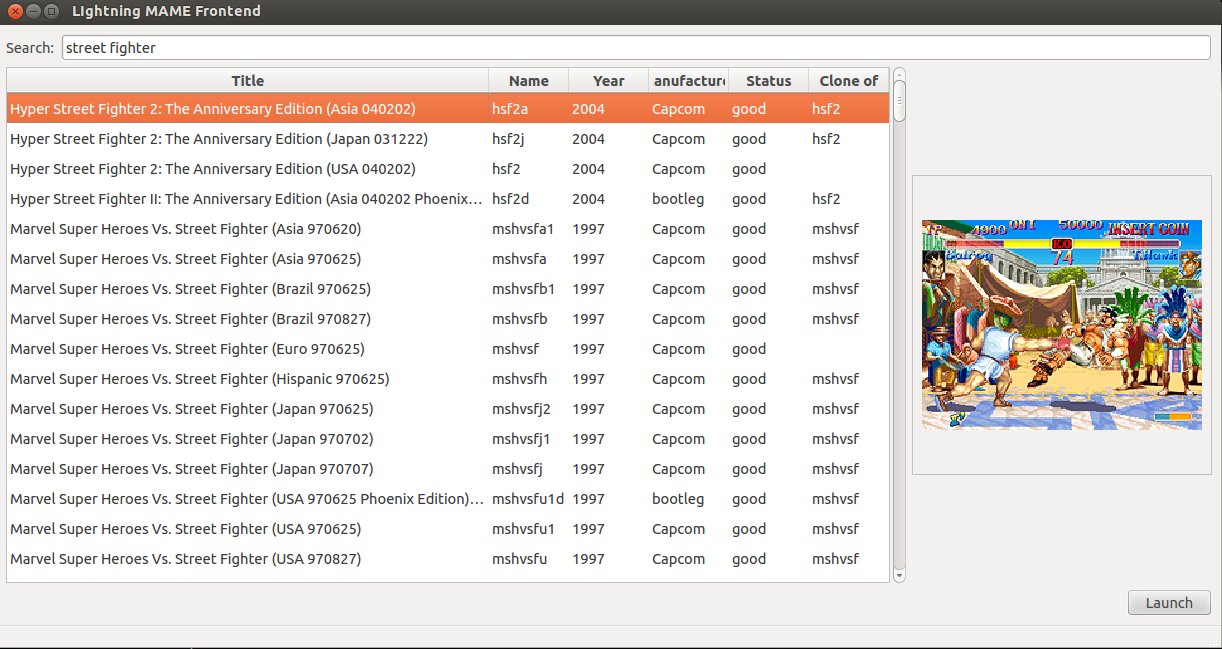 LIghtning MAME Frontend
Search: street fighter
Title Name Year anufacture Status Clone of
Hyper Street Fighter 2: The Anniversary Edition (Asia 040202) hsf2a 2004 Capcom good hsf2
Hyper Street Fighter 2: The Anniversary Edition (Japan 031222) hsf2j 2004 Capcom good hsf2
Hyper Street Fighter 2: The Anniversary Edition (USA 040202) hsf2 2004 Capcom good
Hyper Street Fighter II: The Anniversary Edition (Asia 040202 Phoenix... hsf2d 2004 bootleg good hsf2
Marvel Super Heroes Vs. Street Fighter (Asia 970620) mshvsfa1 1997 Capcom good mshvsf
Marvel Super Heroes Vs. Street Fighter (Asia 970625) mshvsfa 1997 Capcom good mshvsf
Marvel Super Heroes Vs. Street Fighter (Brazil 970625) mshvsfb1 1997 Capcom good mshvsf
Marvel Super Heroes Vs. Street Fighter (Brazil 970827) mshvsfb 1997 Capcom good mshvsf
Marvel Super Heroes Vs. Street Fighter (Euro 970625) mshvsf 1997 Capcom good
Marvel Super Heroes Vs. Street Fighter (Hispanic 970625) mshvsfh 1997 Capcom good mshvsf
Marvel Super Heroes Vs. Street Fighter (Japan 970625) mshvsfj2 1997 Capcom good mshvsf
Marvel Super Heroes Vs. Street Fighter (Japan 970702) mshvsfj1 1997 Capcom good mshvsf
Marvel Super Heroes Vs. Street Fighter (Japan 970707) mshvsfj 1997 Capcom good mshvsf
Marvel Super Heroes Vs. Street Fighter (USA 970625 Phoenix Edition)... mshvsfu1d 1997 bootleg good mshvsf
Marvel Super Heroes Vs. Street Fighter (USA 970625) mshvsfu1 1997 Capcom good mshvsf
Marvel Super Heroes Vs. Street Fighter (USA 970827) mshvsfu 1997 Capcom good mshvsf
1P 4900 50000 INSERT COIN
KO
Balrog 74 T.Hawk
Launch